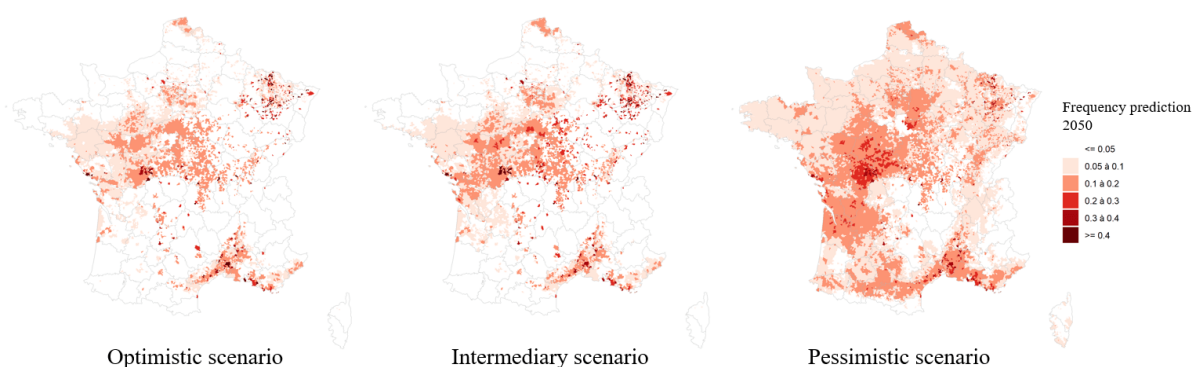 Frequency prediction
2050
<= 0.05
0.05 à 0.1
0.1 à 0.2
0.2 à 0.3
0.3 à 0.4
>= 0.4
Optimistic scenario
Intermediary scenario
Pessimistic scenario